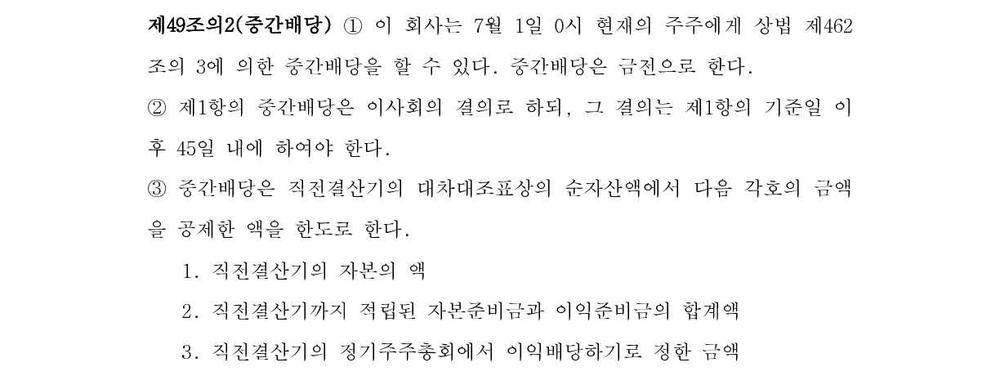 제49조의2(중간배당) ① 이 회사는 7월 1일 0시 현재의 주주에게 상법 제462
조의 3에 의한 중간배당을 할 수 있다. 중간배당은 금전으로 한다.
② 제1항의 중간배당은 이사회의 결의로 하되, 그 결의는 제1항의 기준일 이
후 45일 내에 하여야 한다.
③ 중간배당은 직전결산기의 대차대조표상의 순자산액에서 다음 각호의 금액
을 공제한 액을 한도로 한다.
1. 직전결산기의 자본의 액
2. 직전결산기까지 적립된 자본준비금과 이익준비금의 합계액
3. 직전결산기의 정기주주총회에서 이익배당하기로 정한 금액